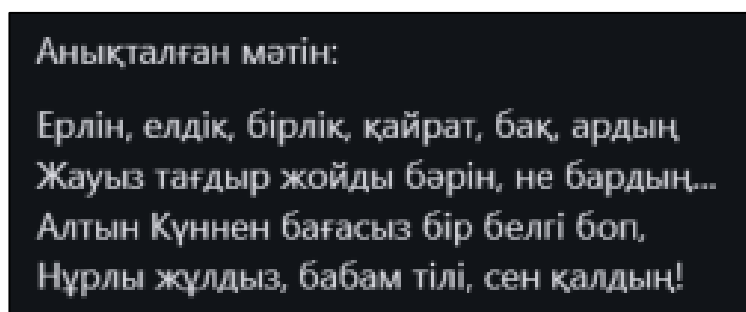 Анықталған мәтін:
Ерлін, елдік, бірлік, қайрат, бақ, ардың
Жауыз тағдыр жойды бәрін, не бардың...
Алтын Күннен бағасыз бір белгі боп,
Нұрлы жұлдыз, бабам тілі, сен қалдың!